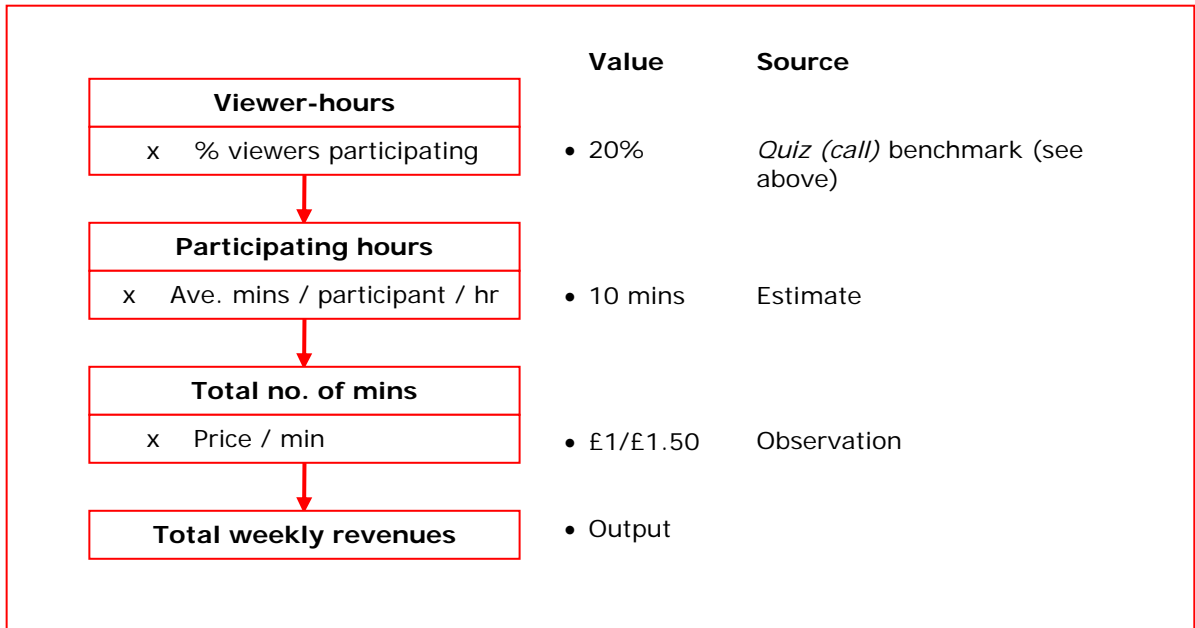 Value Source
Viewer-hours
x % viewers participating • 20% Quiz (call) benchmark (see
above)
Participating hours
x Ave. mins / participant / hr • 10 mins Estimate
Total no. of mins
x Price / min • £1/£1.50 Observation
Total weekly revenues • Output